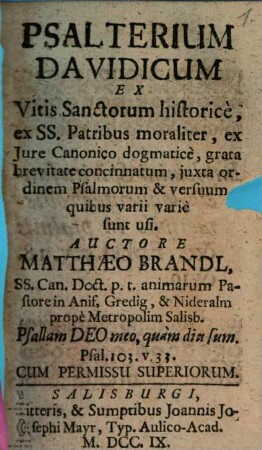 1.
PSALTERIUM
DAVIDICUM
EX
Vitis Sanctorum historicè,
ex SS. Patribus moraliter, ex
Jure Canonico dogmaticè, grata
brevitate concinnatum, juxta or-
dinem Psalmorum & versuum
quibus varii variè
sunt usi.
AUCTORE
MATTHÆO BRANDL,
SS. Can. Doct. p. t. animarum Pa-
store in Anif, Gredig, & Nideralm
propè Metropolim Salisb.
Psallam DEO meo, quàm diu sum.
Psal. 103. v. 33.
CUM PERMISSU SUPERIORUM.
SALISBURGI,
itteris, & Sumptibus Joannis Jo-
sephi Mayr, Typ. Aulico-Acad.
M. DCC. IX.